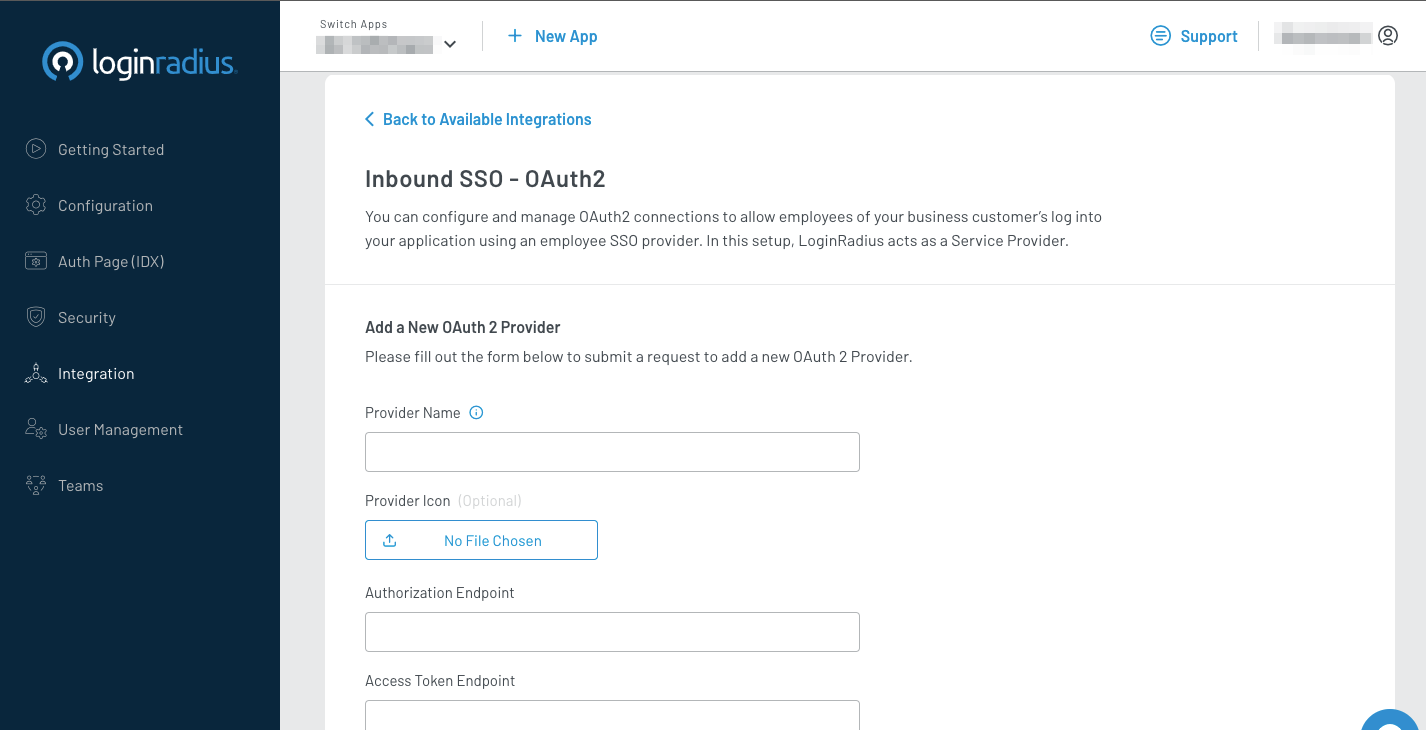 loginradius
Switch Apps
New App
Support
Getting Started
Configuration
Auth Page (IDX)
Security
Integration
User Management
Teams
Back to Available Integrations
Inbound SSO - OAuth2
You can configure and manage OAuth2 connections to allow employees of your business customer’s log into
your application using an employee SSO provider. In this setup, LoginRadius acts as a Service Provider.
Add a New OAuth 2 Provider
Please fill out the form below to submit a request to add a new OAuth 2 Provider.
Provider Name
Provider Icon (Optional)
No File Chosen
Authorization Endpoint
Access Token Endpoint